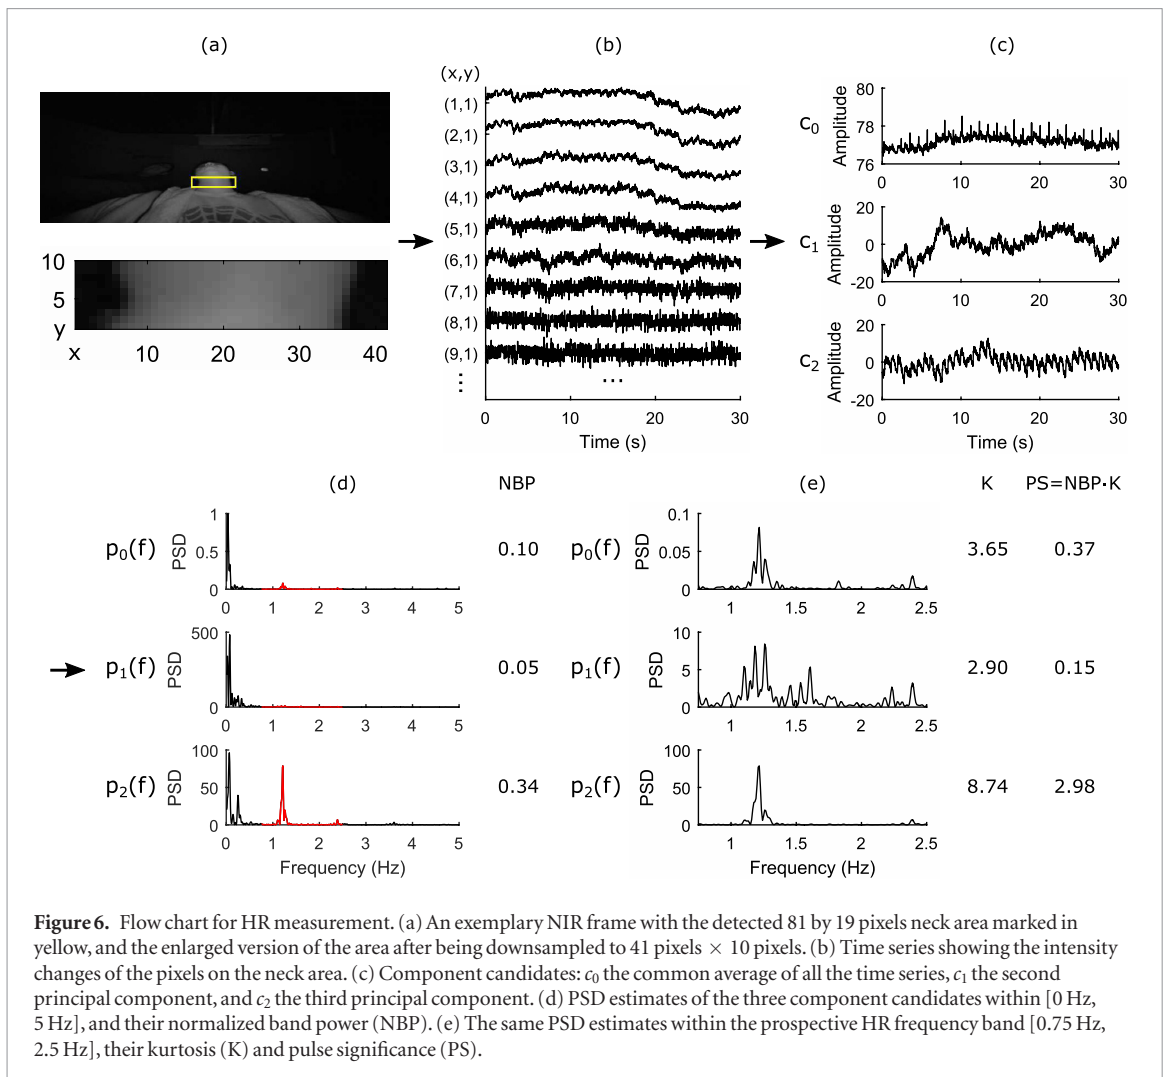 (a)
(b)
(c)
10
5
y
x
10
20
30
40
(x,y)
(1,1)
(2,1)
(3,1)
(4,1)
(5,1)
(6,1)
(7,1)
(8,1)
(9,1)
⋮
...
0
10
20
30
Time (s)
c0
Amplitude
80
78
76
0
10
20
30
c1
Amplitude
20
0
-20
0
10
20
30
c2
Amplitude
20
0
-20
0
10
20
30
Time (s)
(d)
NBP
(e)
K
PS=NBP·K
p0(f)
PSD
1
0.5
0
0
1
2
3
4
5
0.10
p0(f)
PSD
0.1
0.05
0
1
1.5
2
2.5
3.65
0.37
p1(f)
PSD
500
0
0
1
2
3
4
5
0.05
p1(f)
PSD
10
5
0
1
1.5
2
2.5
2.90
0.15
p2(f)
PSD
100
50
0
0
1
2
3
4
5
Frequency (Hz)
0.34
p2(f)
PSD
100
50
0
1
1.5
2
2.5
Frequency (Hz)
8.74
2.98
Figure 6. Flow chart for HR measurement. (a) An exemplary NIR frame with the detected 81 by 19 pixels neck area marked in
yellow, and the enlarged version of the area after being downsampled to 41 pixels × 10 pixels. (b) Time series showing the intensity
changes of the pixels on the neck area. (c) Component candidates: c0 the common average of all the time series, c1 the second
principal component, and c2 the third principal component. (d) PSD estimates of the three component candidates within [0 Hz,
5 Hz], and their normalized band power (NBP). (e) The same PSD estimates within the prospective HR frequency band [0.75 Hz,
2.5 Hz], their kurtosis (K) and pulse significance (PS).